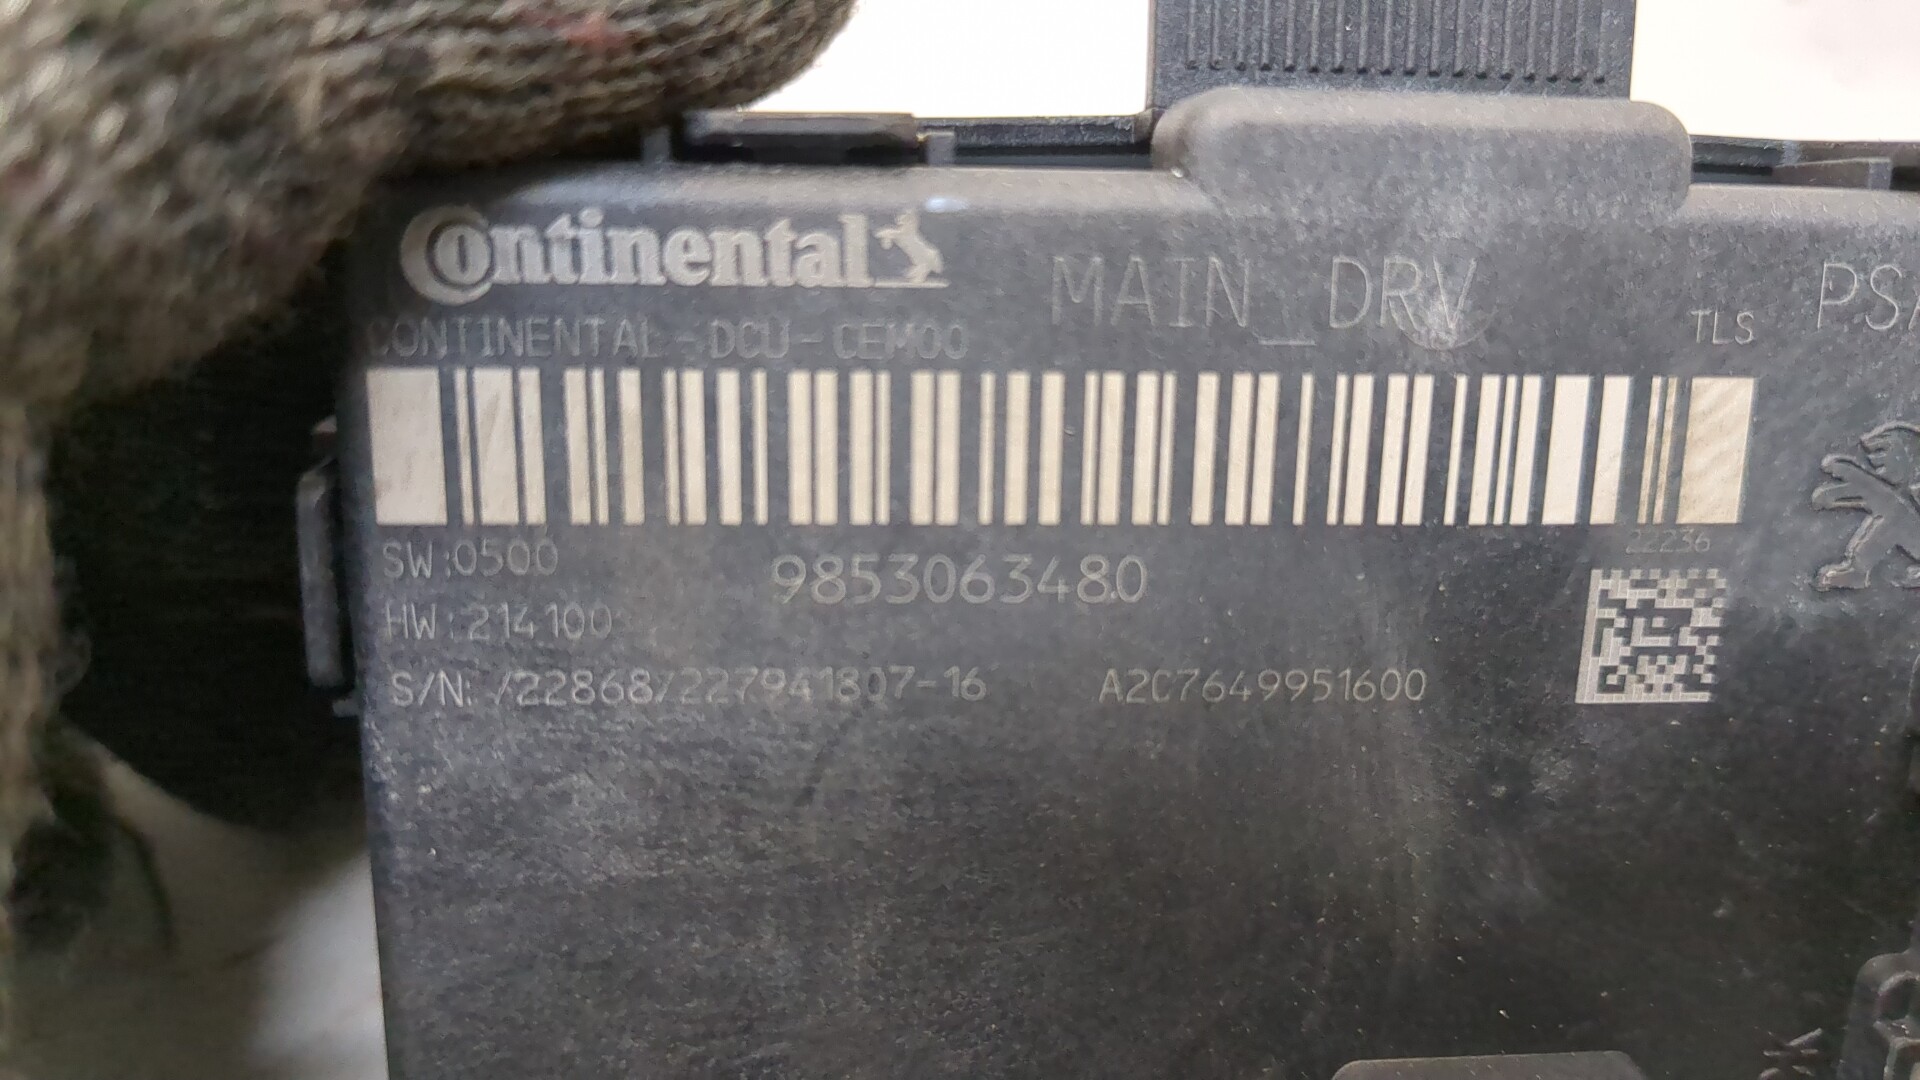 Continental
MAIN_DRV
TLS
PSA
CONTINENTAL-DCU-CEM00
22236
SW:0500
9853063480
HW:214100
S/N: /22868/227941807-16
A2C7649951600